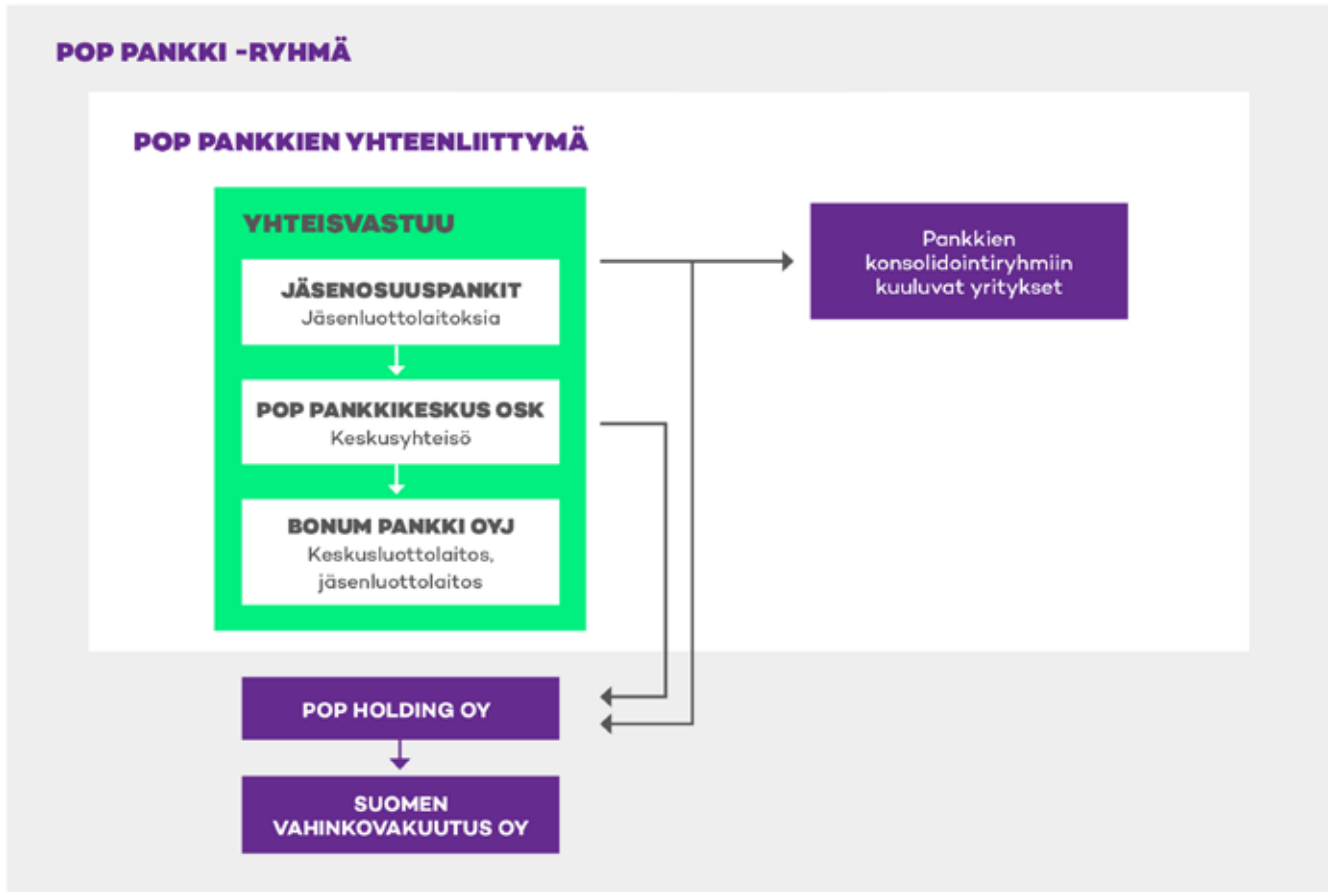 POP PANKKI -RYHMÄ
POP PANKKIEN YHTEENLIITTYMÄ
YHTEISVASTUU
JÄSENOSUUSPANKIT
Jäsenluottolaitoksia
POP PANKKIKESKUS OSK
Keskusyhteisö
BONUM PANKKI OYJ
Keskusluottolaitos,
jäsenluottolaitos
Pankkien
konsolidointiryhmiin
kuuluvat yritykset
POP HOLDING OY
SUOMEN
VAHINKOVAKUUTUS OY